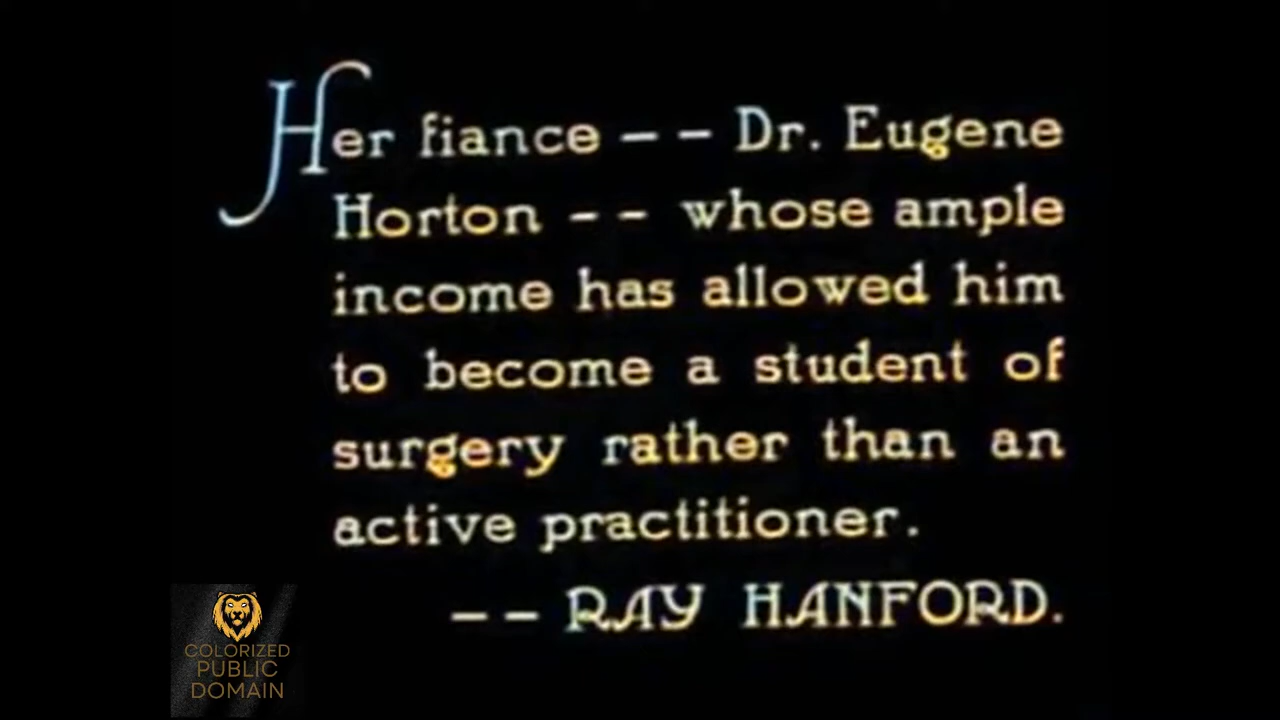 Her fiance -- Dr. Eugene
Horton -- whose ample
income has allowed him
to become a student of
surgery rather than an
active practitioner.
-- RAY HANFORD.
COLORIZED
PUBLIC
DOMAIN